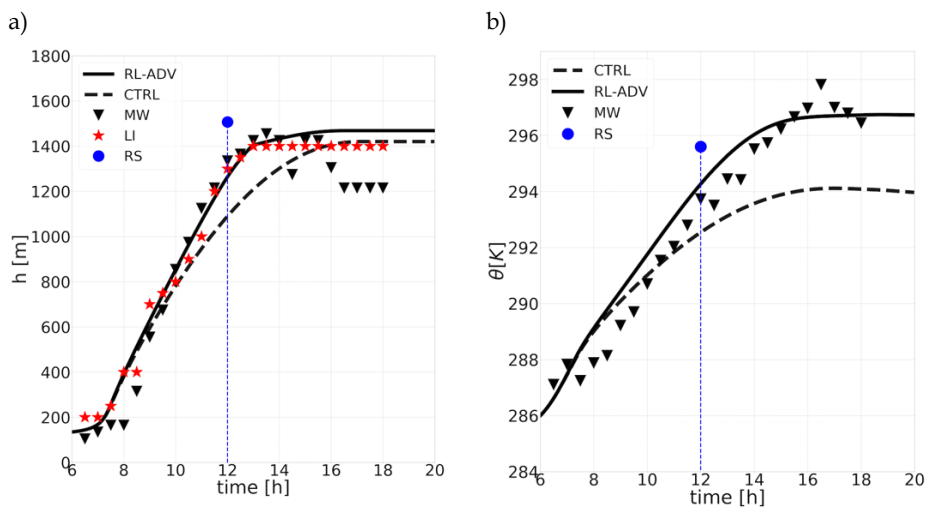 a)
1800
1600
1400
1200
1000
800
600
400
200
0
h [m]
RL-ADV
CTRL
MW
LI
RS
6 8 10 12 14 16 18 20
time [h]
b)
298
296
294
292
290
288
286
284
θ[K]
CTRL
RL-ADV
MW
RS
6 8 10 12 14 16 18 20
time [h]